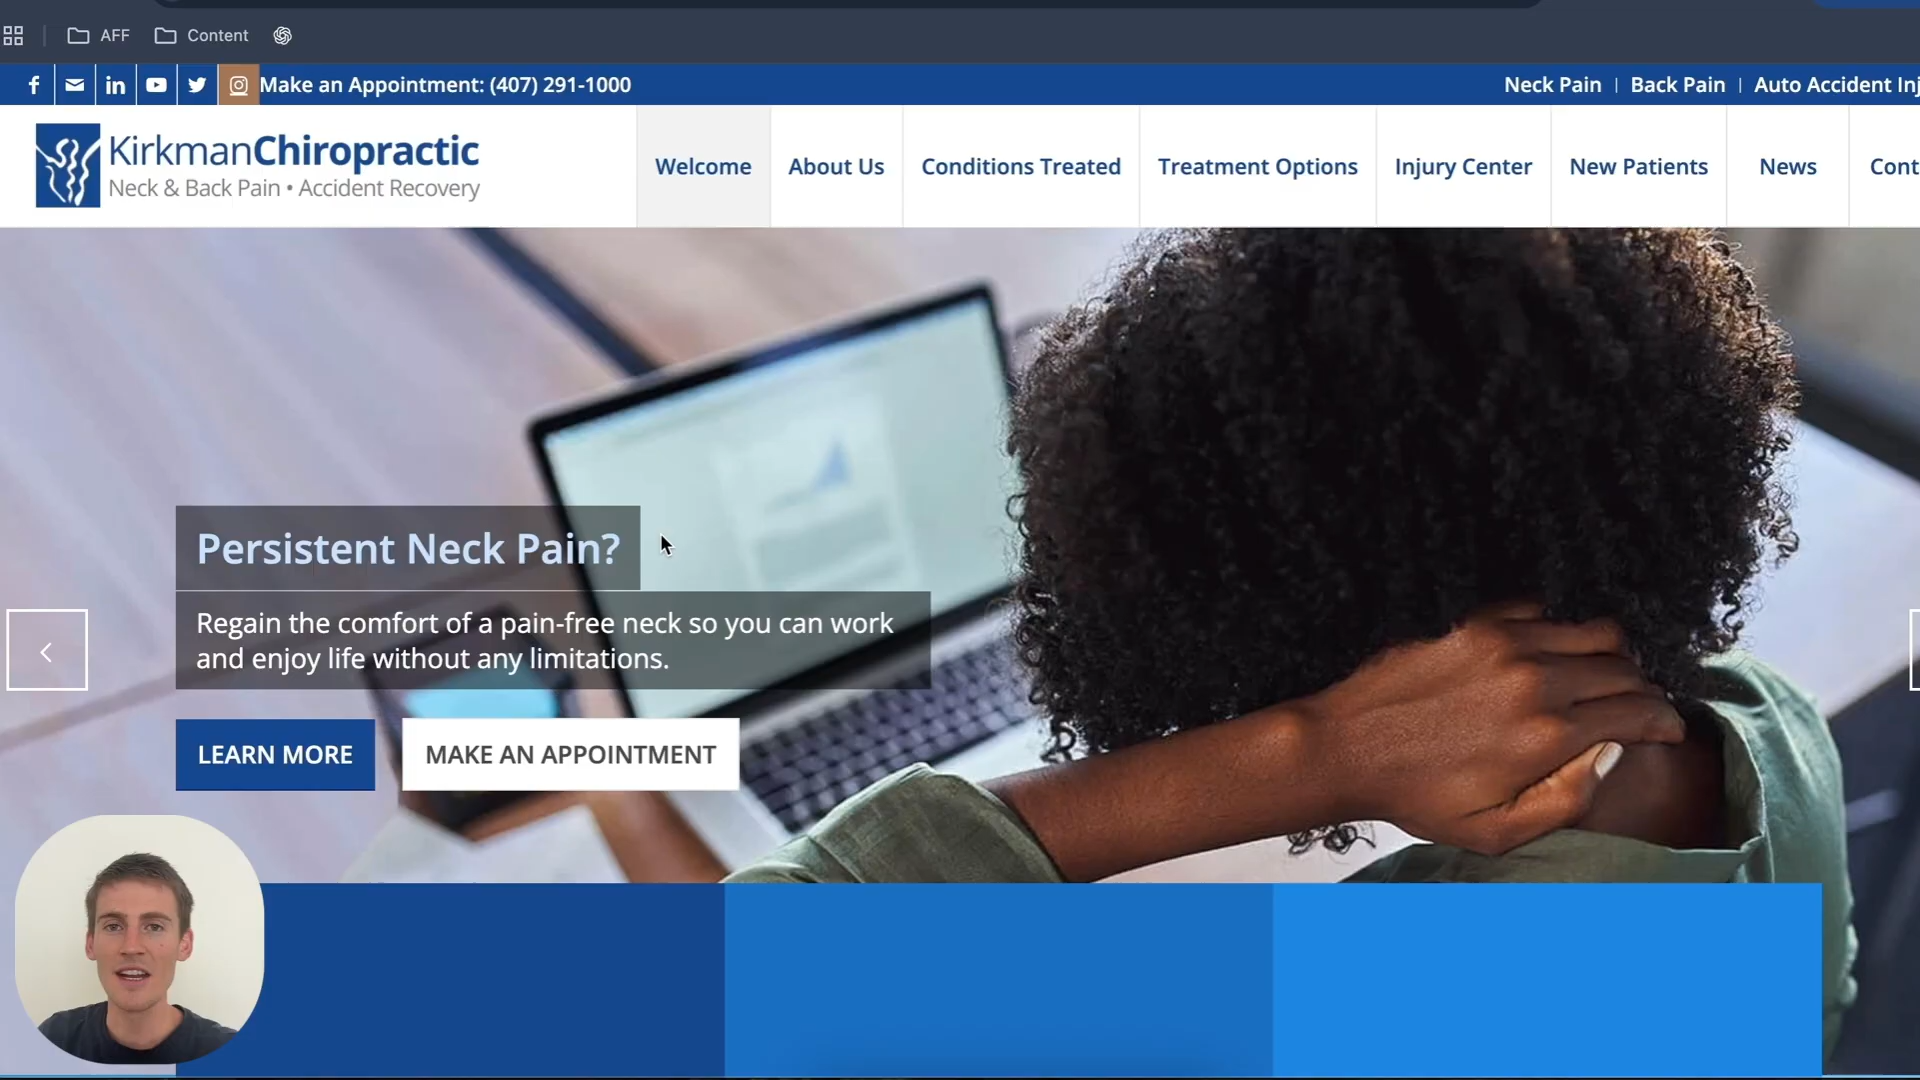 AFF Content
Make an Appointment: (407) 291-1000
Neck Pain | Back Pain | Auto Accident
KirkmanChiropractic
Neck & Back Pain • Accident Recovery
Welcome
About Us
Conditions Treated
Treatment Options
Injury Center
New Patients
News
Persistent Neck Pain?
Regain the comfort of a pain-free neck so you can work
and enjoy life without any limitations.
LEARN MORE
MAKE AN APPOINTMENT